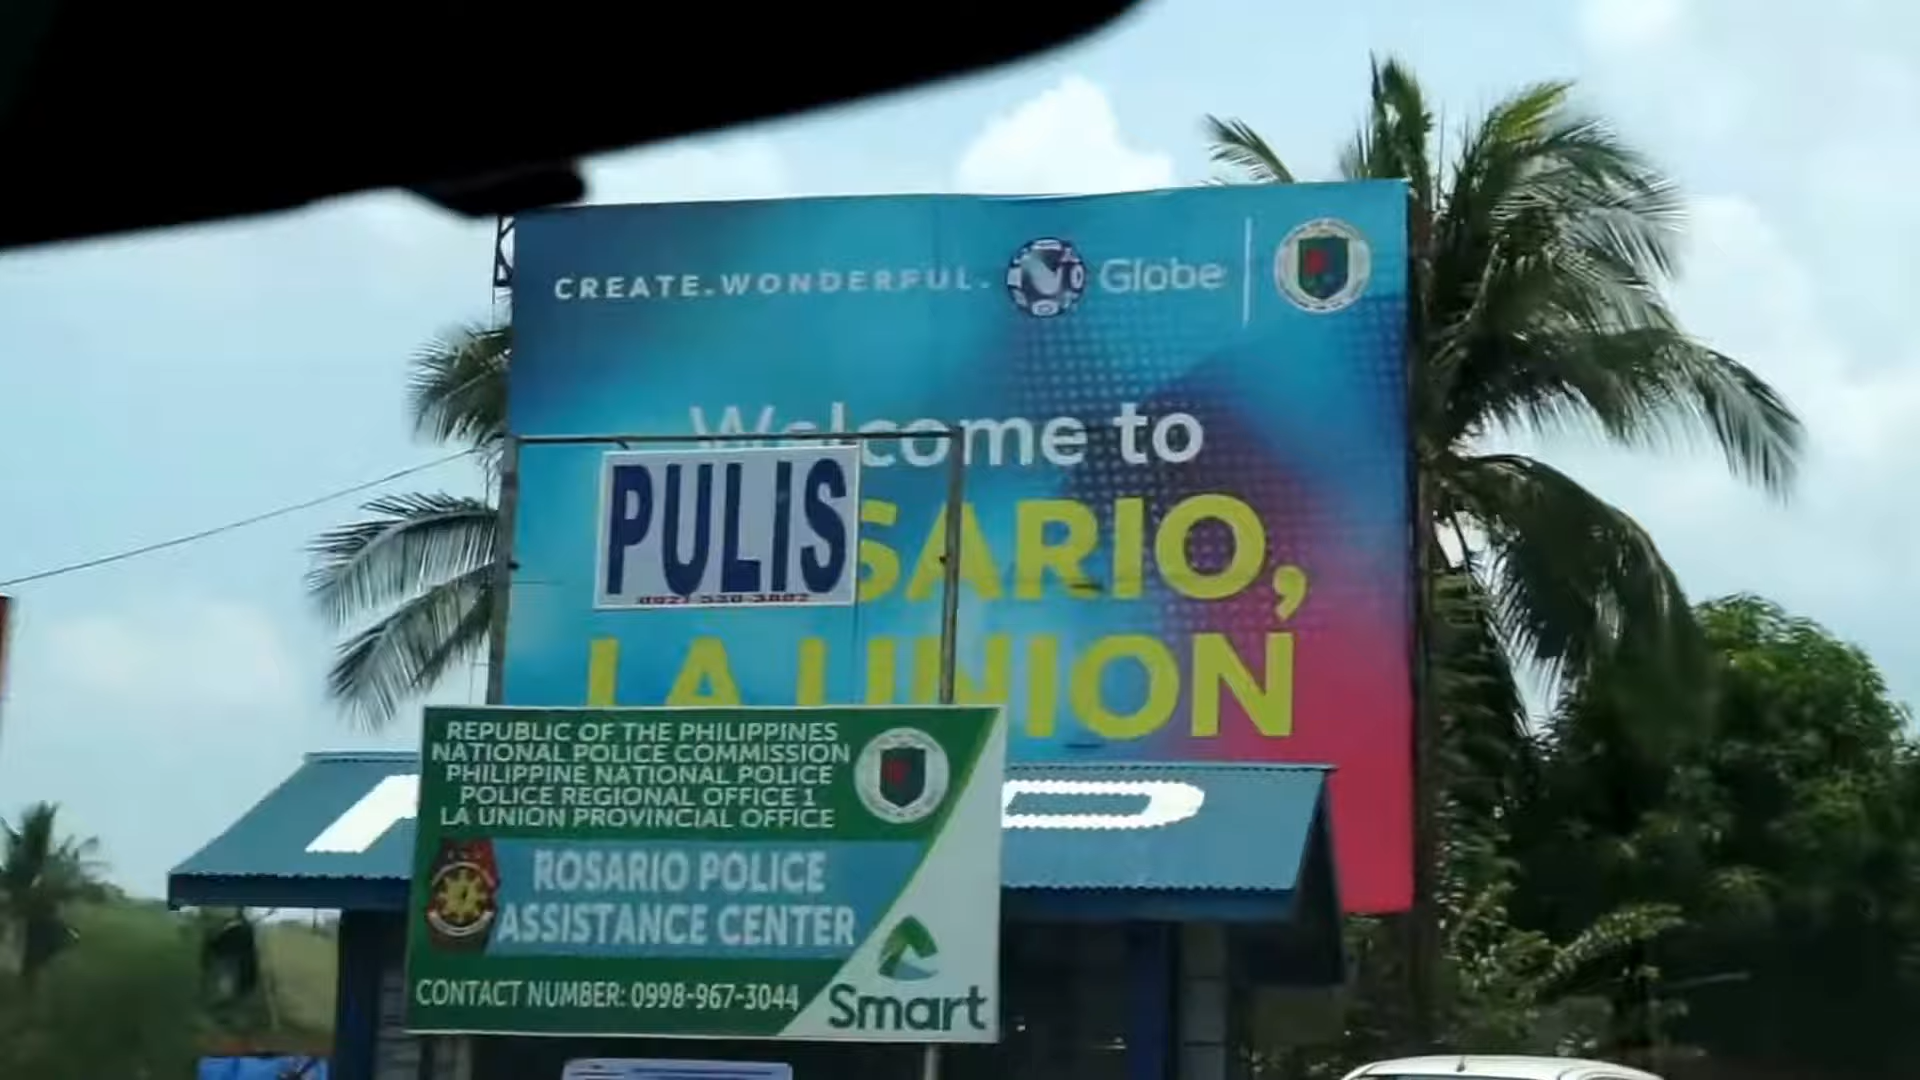 CREATE.WONDERFUL.
Globe
Welcome to
PULIS
SARIO,
LA UNION
REPUBLIC OF THE PHILIPPINES
NATIONAL POLICE COMMISSION
PHILIPPINE NATIONAL POLICE
POLICE REGIONAL OFFICE 1
LA UNION PROVINCIAL OFFICE
ROSARIO POLICE
ASSISTANCE CENTER
CONTACT NUMBER: 0998-967-3044
Smart